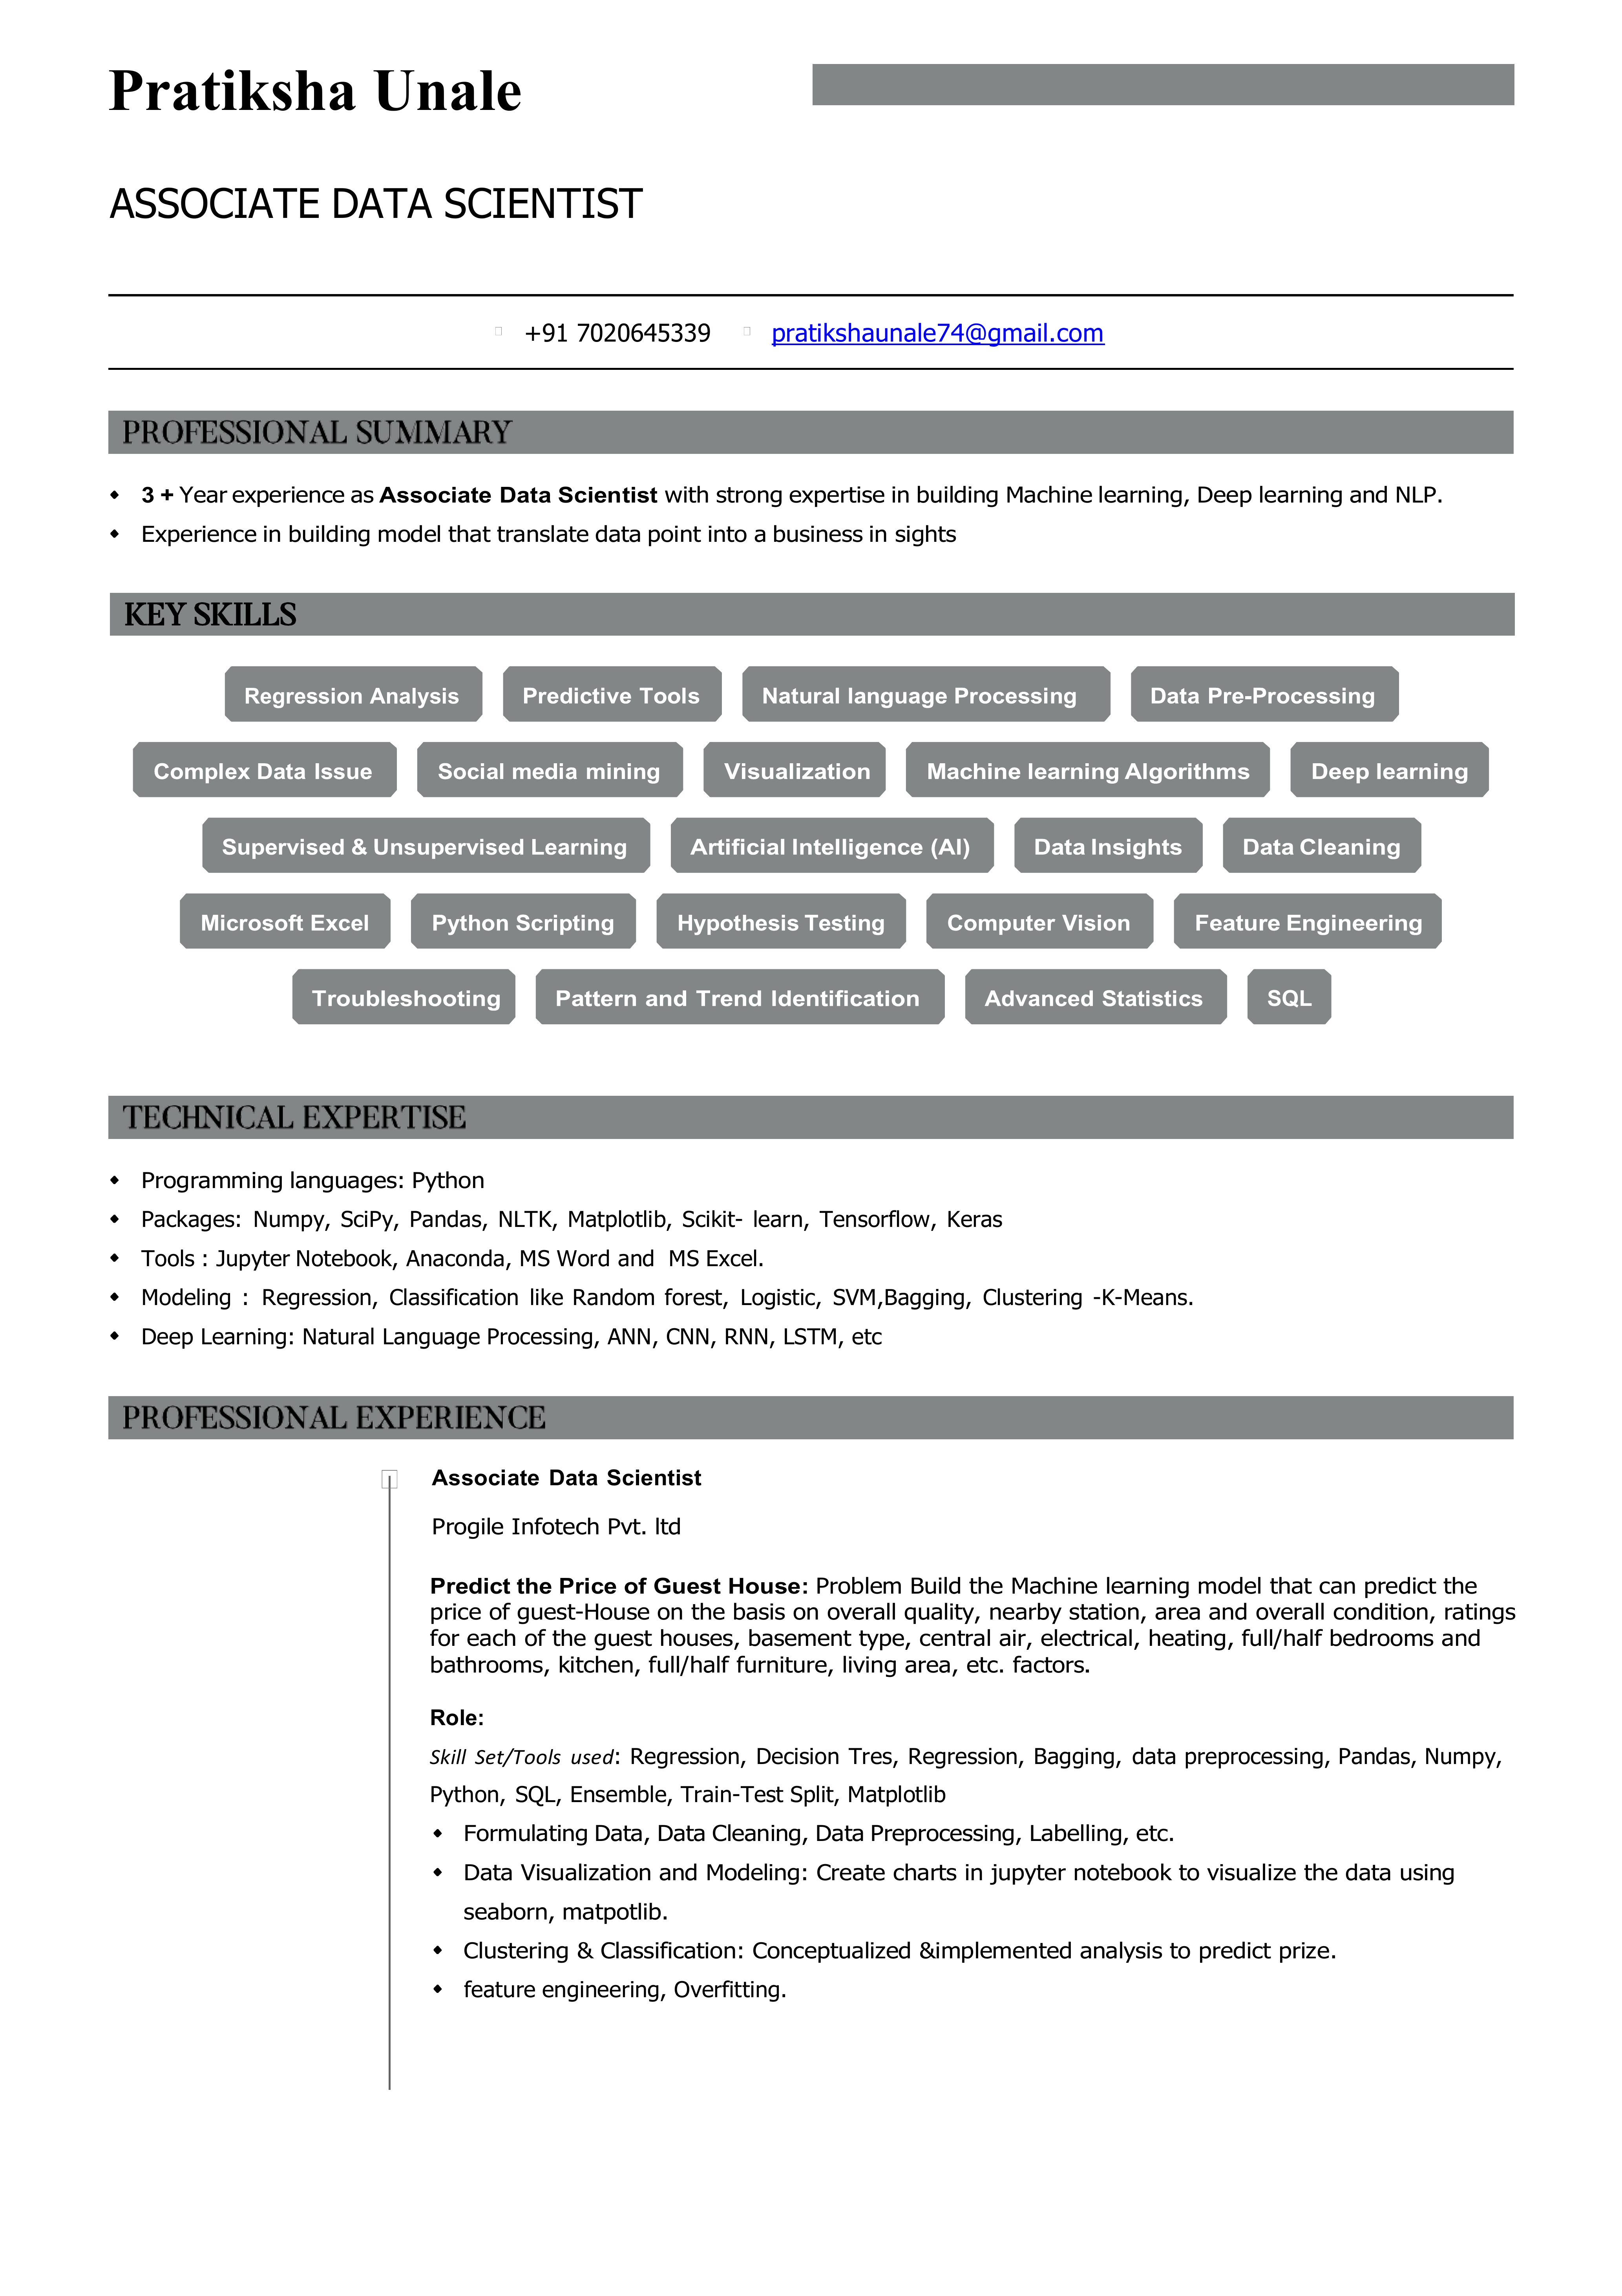 Pratiksha Unale
ASSOCIATE DATA SCIENTIST
+91 7020645339 pratikshaunale74@gmail.com
PROFESSIONAL SUMMARY
3 + Year experience as Associate Data Scientist with strong expertise in building Machine learning, Deep learning and NLP.
Experience in building model that translate data point into a business in sights
KEY SKILLS
Regression Analysis Predictive Tools Natural language Processing Data Pre-Processing
Complex Data Issue Social media mining Visualization Machine learning Algorithms Deep learning
Supervised & Unsupervised Learning Artificial Intelligence (AI) Data Insights Data Cleaning
Microsoft Excel Python Scripting Hypothesis Testing Computer Vision Feature Engineering
Troubleshooting Pattern and Trend Identification Advanced Statistics SQL
TECHNICAL EXPERTISE
Programming languages: Python
Packages: Numpy, SciPy, Pandas, NLTK, Matplotlib, Scikit- learn, Tensorflow, Keras
Tools : Jupyter Notebook, Anaconda, MS Word and MS Excel.
Modeling : Regression, Classification like Random forest, Logistic, SVM,Bagging, Clustering -K-Means.
Deep Learning: Natural Language Processing, ANN, CNN, RNN, LSTM, etc
PROFESSIONAL EXPERIENCE
Associate Data Scientist
Progile Infotech Pvt. ltd
Predict the Price of Guest House: Problem Build the Machine learning model that can predict the
price of guest-House on the basis on overall quality, nearby station, area and overall condition, ratings
for each of the guest houses, basement type, central air, electrical, heating, full/half bedrooms and
bathrooms, kitchen, full/half furniture, living area, etc. factors.
Role:
Skill Set/Tools used: Regression, Decision Tres, Regression, Bagging, data preprocessing, Pandas, Numpy,
Python, SQL, Ensemble, Train-Test Split, Matplotlib
Formulating Data, Data Cleaning, Data Preprocessing, Labelling, etc.
Data Visualization and Modeling: Create charts in jupyter notebook to visualize the data using
seaborn, matpotlib.
Clustering & Classification: Conceptualized &implemented analysis to predict prize.
feature engineering, Overfitting.